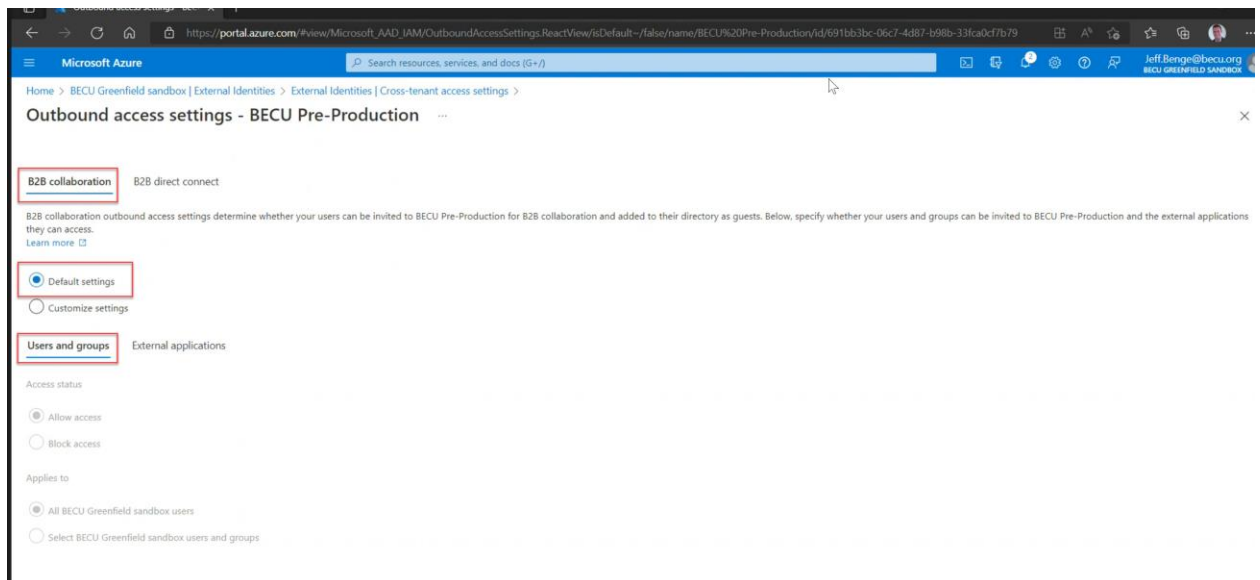 Outbound access settings - BEC
https://portal.azure.com/#view/Microsoft_AAD_IAM/OutboundAccessSettings.ReactView/isDefault~/false/name/BECU%20Pre-Production/id/691bb3bc-06c7-4d87-b98b-33fca0cf7b79
Microsoft Azure
Search resources, services, and docs (G+/)
2
Jeff.Benge@becu.org
BECU GREENFIELD SANDBOX
Home > BECU Greenfield sandbox | External Identities > External Identities | Cross-tenant access settings >
Outbound access settings - BECU Pre-Production ...
B2B collaboration B2B direct connect
B2B collaboration outbound access settings determine whether your users can be invited to BECU Pre-Production for B2B collaboration and added to their directory as guests. Below, specify whether your users and groups can be invited to BECU Pre-Production and the external applications
they can access.
Learn more
Default settings
Customize settings
Users and groups External applications
Access status
Allow access
Block access
Applies to
All BECU Greenfield sandbox users
Select BECU Greenfield sandbox users and groups